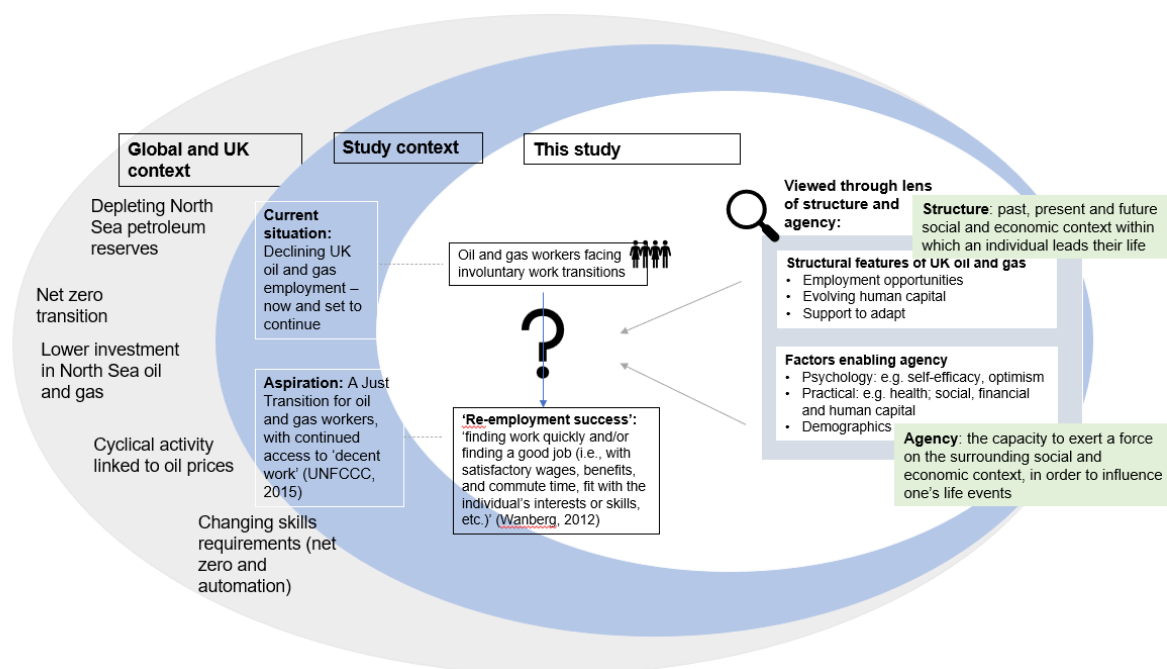 Global and UK
context
Depleting North
Sea petroleum
reserves
Net zero
transition
Lower investment
in North Sea oil
and gas
Cyclical activity
linked to oil prices
Changing skills
requirements (net
zero and
automation)
Study context
Current
situation:
Declining UK
oil and gas
employment –
now and set to
continue
Aspiration: A Just
Transition for oil
and gas workers,
with continued
access to ‘decent
work’ (UNFCCC,
2015)
This study
Oil and gas workers facing
involuntary work transitions
?
‘Re-employment success’:
‘finding work quickly and/or
finding a good job (i.e., with
satisfactory wages, benefits,
and commute time, fit with the
individual’s interests or skills,
etc.)’ (Wanberg, 2012)
Viewed through lens
of structure and
agency:
Structure: past, present and future
social and economic context within
which an individual leads their life
Structural features of UK oil and gas
• Employment opportunities
• Evolving human capital
• Support to adapt
Factors enabling agency
• Psychology: e.g. self-efficacy, optimism
• Practical: e.g. health; social, financial
and human capital
• Demographics
Agency: the capacity to exert a force
on the surrounding social and
economic context, in order to influence
one’s life events